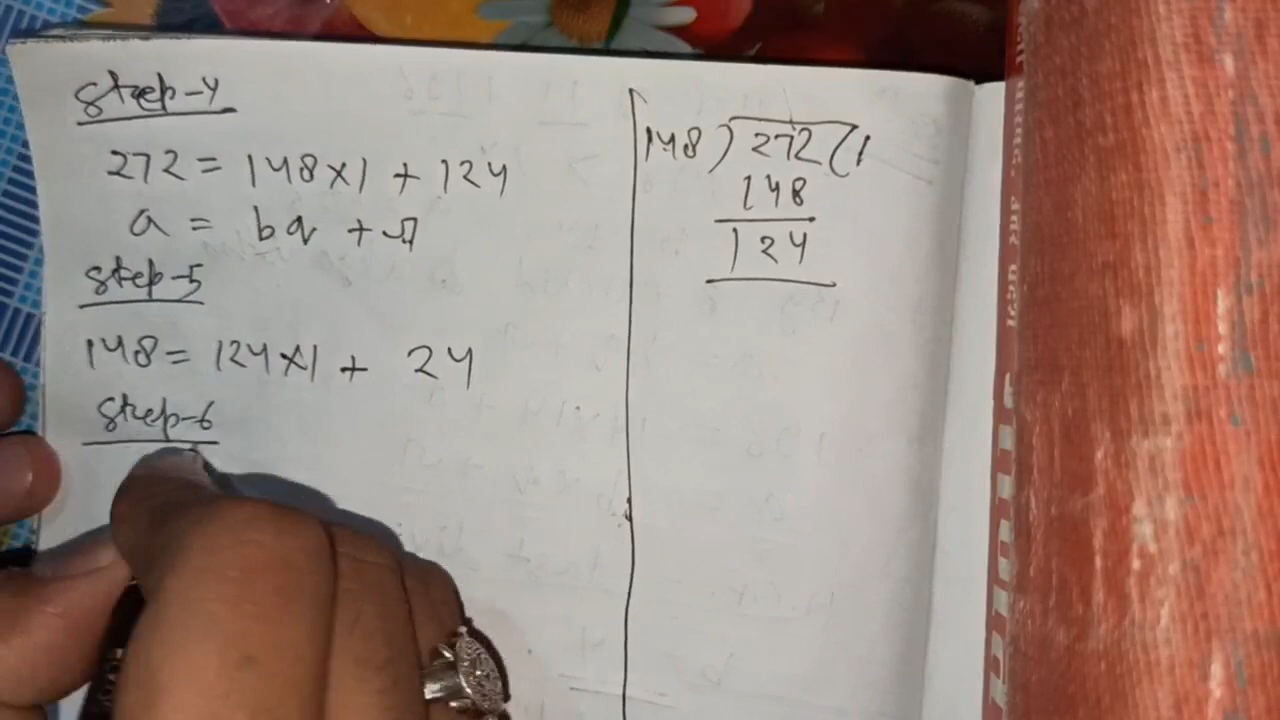 Step-4
272 = 148×1 + 124
a = bq + r
Step-5
148 = 124×1 + 24
Step-6
148 ) 272 ( 1
148
124